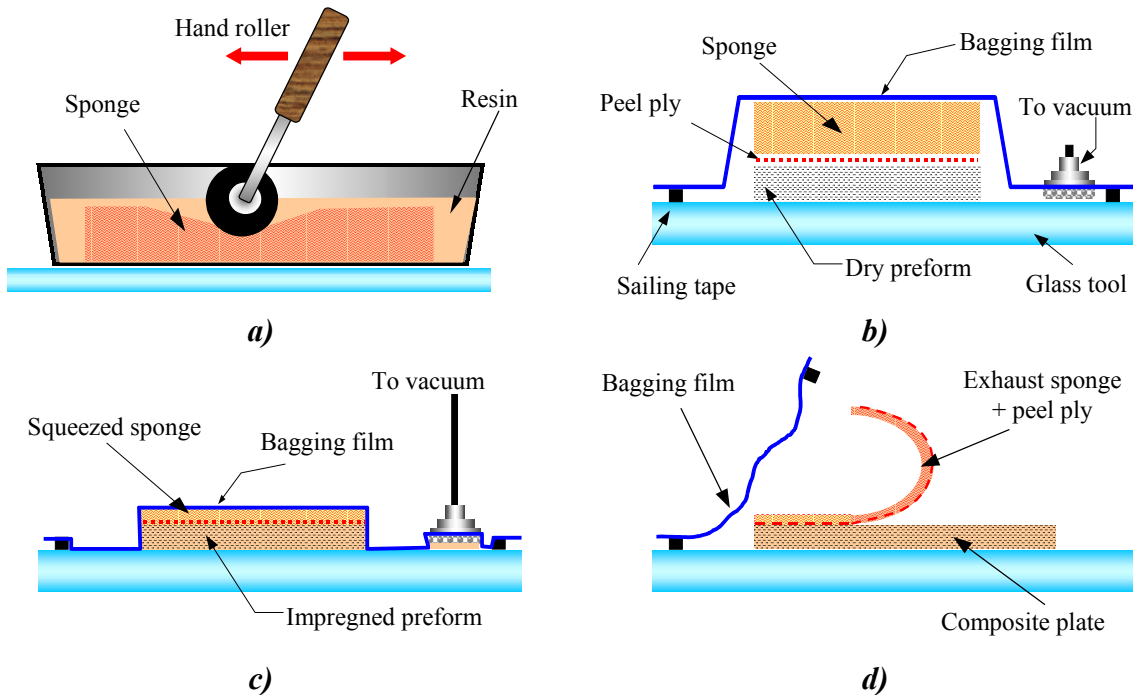 Hand roller
Sponge
Resin
a)
Bagging film
Sponge
Peel ply
To vacuum
Dry preform
Sailing tape
Glass tool
b)
To vacuum
Squeezed sponge
Bagging film
Impregned preform
c)
Bagging film
Exhaust sponge
+ peel ply
Composite plate
d)